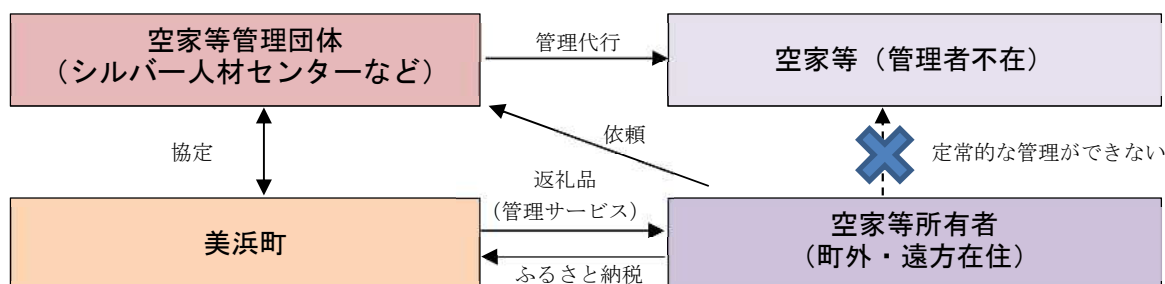 空家等管理団体
（シルバー人材センターなど）
管理代行
空家等（管理者不在）
協定
依頼
定常的な管理ができない
返礼品
（管理サービス）
美浜町
空家等所有者
（町外・遠方在住）
ふるさと納税